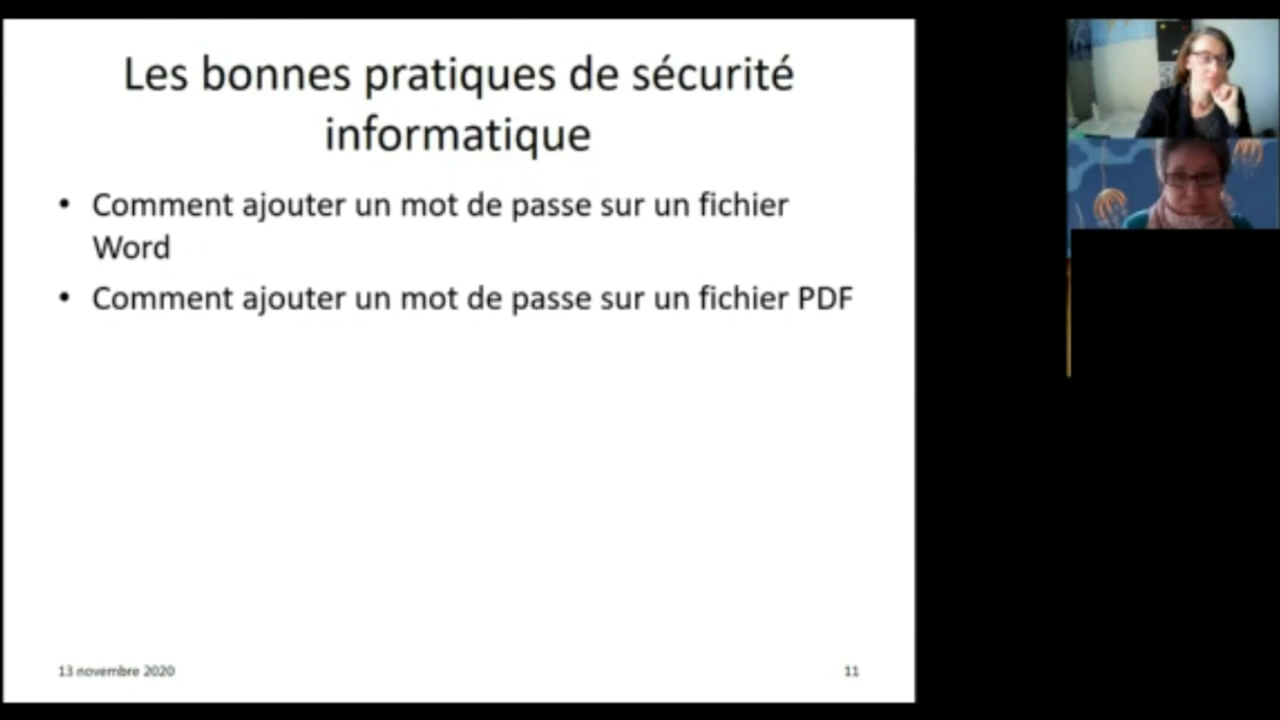 Les bonnes pratiques de sécurité
informatique
• Comment ajouter un mot de passe sur un fichier
Word
• Comment ajouter un mot de passe sur un fichier PDF
13 novembre 2020
11